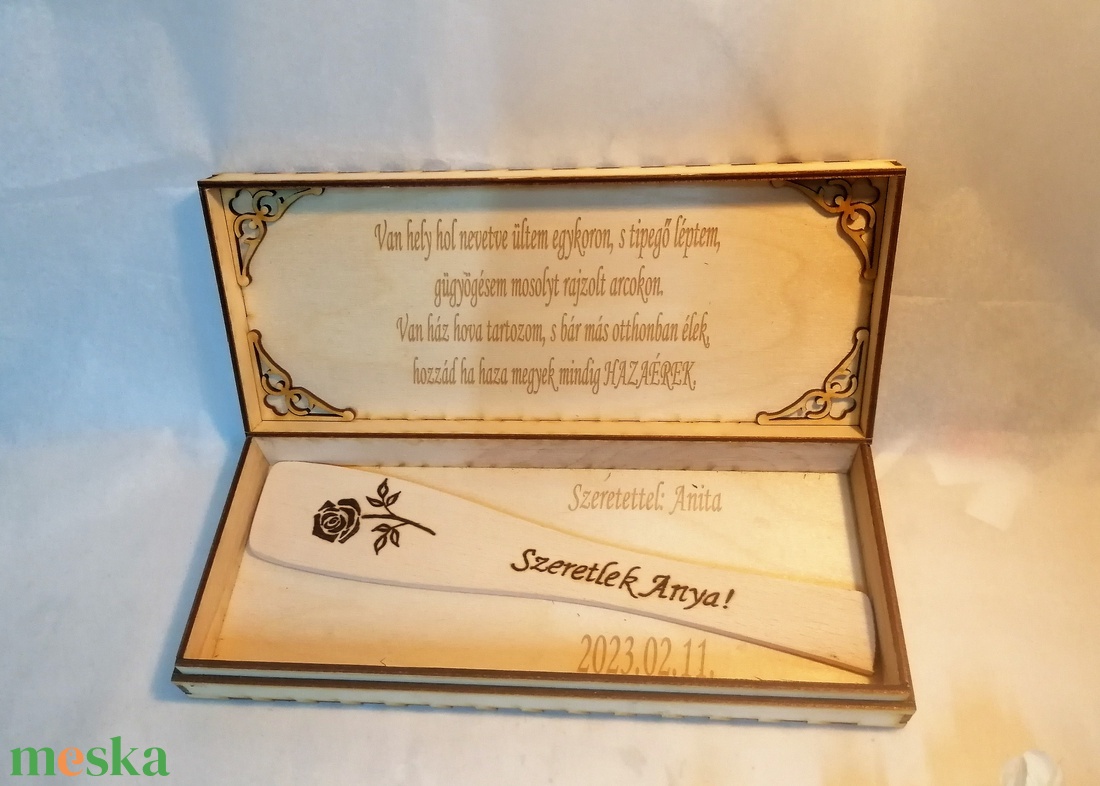 Van hely hol nevetve ültem egykoron, s tipegő léptem,
gügyögésem mosolyt rajzolt arcokon.
Van ház hova tartozom, s bár más otthonban élek,
hozzád ha haza megyek mindig HAZAÉREK.
Szeretettel: Anita
Szeretlek Anya!
2023.02.11.
meska